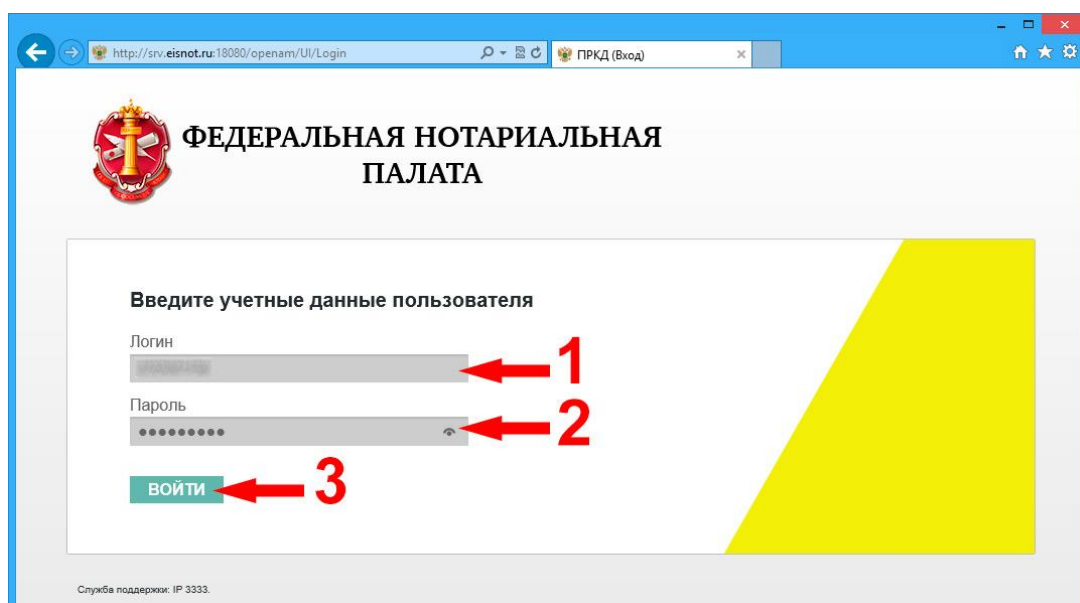 http://srv.eisnot.ru:18080/openam/UI/Login
ПРКД (Вход)
ФЕДЕРАЛЬНАЯ НОТАРИАЛЬНАЯ
ПАЛАТА
Введите учетные данные пользователя
Логин
1
Пароль
2
ВОЙТИ
3
Служба поддержки: IP 3333.